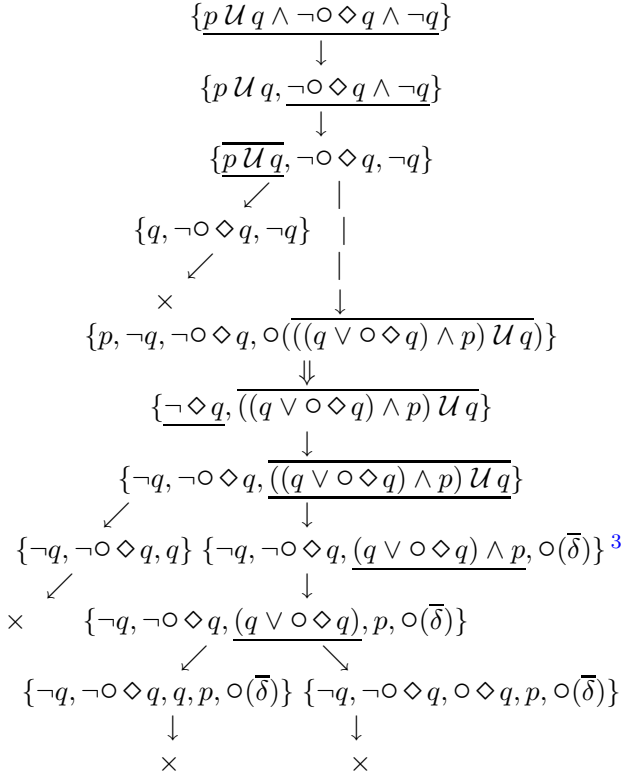 {p 𝒰 q ∧ ¬○◇q ∧ ¬q}
↓
{p 𝒰 q, ¬○◇q ∧ ¬q}
↓
{p 𝒰 q, ¬○◇q, ¬q}
↙ |
{q, ¬○◇q, ¬q} |
↙ |
× ↓
{p, ¬q, ¬○◇q, ○(((q ∨ ○◇q) ∧ p) 𝒰 q)}
⇓
{¬◇q, ((q ∨ ○◇q) ∧ p) 𝒰 q}
↓
{¬q, ¬○◇q, ((q ∨ ○◇q) ∧ p) 𝒰 q}
↙ ↓
{¬q, ¬○◇q, q} {¬q, ¬○◇q, (q ∨ ○◇q) ∧ p, ○(δ̅)} 3
↙ ↓
× {¬q, ¬○◇q, (q ∨ ○◇q), p, ○(δ̅)}
↙ ↘
{¬q, ¬○◇q, q, p, ○(δ̅)} {¬q, ¬○◇q, ○◇q, p, ○(δ̅)}
↓ ↓
× ×